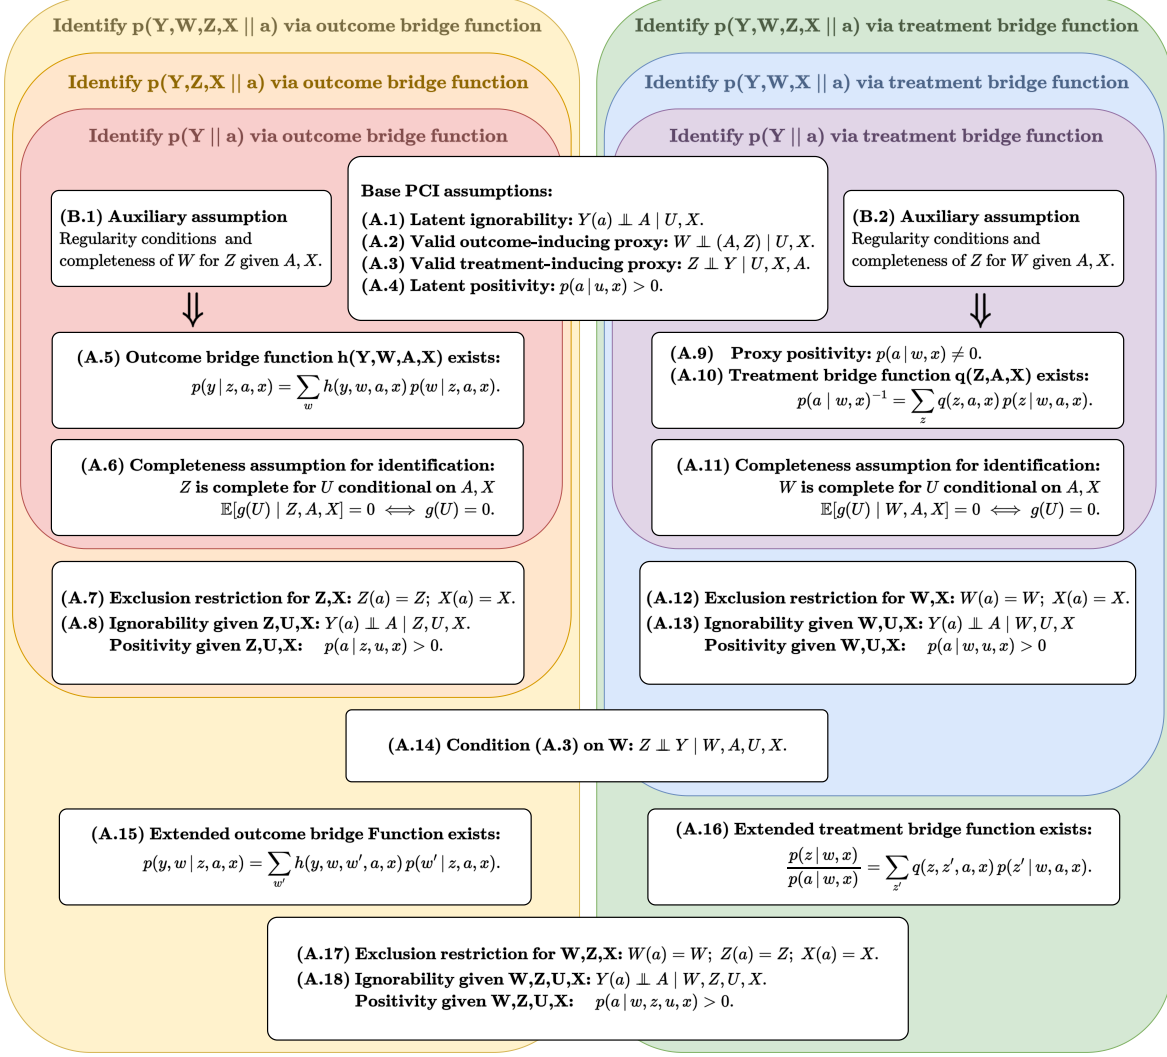 Identify p(Y,W,Z,X || a) via outcome bridge function
Identify p(Y,W,Z,X || a) via treatment bridge function
Identify p(Y,Z,X || a) via outcome bridge function
Identify p(Y,W,X || a) via treatment bridge function
Identify p(Y || a) via outcome bridge function
Identify p(Y || a) via treatment bridge function
Base PCI assumptions:
(A.1) Latent ignorability: Y(a) ⫫ A | U, X.
(A.2) Valid outcome-inducing proxy: W ⫫ (A, Z) | U, X.
(A.3) Valid treatment-inducing proxy: Z ⫫ Y | U, X, A.
(A.4) Latent positivity: p(a | u, x) > 0.
(B.1) Auxiliary assumption
Regularity conditions and
completeness of W for Z given A, X.
(B.2) Auxiliary assumption
Regularity conditions and
completeness of Z for W given A, X.
⇓
⇓
(A.5) Outcome bridge function h(Y,W,A,X) exists:
p(y | z, a, x) = ∑_w h(y, w, a, x) p(w | z, a, x).
(A.9) Proxy positivity: p(a | w, x) ≠ 0.
(A.10) Treatment bridge function q(Z,A,X) exists:
p(a | w, x)^{-1} = ∑_z q(z, a, x) p(z | w, a, x).
(A.6) Completeness assumption for identification:
Z is complete for U conditional on A, X
𝔼[g(U) | Z, A, X] = 0 ⟺ g(U) = 0.
(A.11) Completeness assumption for identification:
W is complete for U conditional on A, X
𝔼[g(U) | W, A, X] = 0 ⟺ g(U) = 0.
(A.7) Exclusion restriction for Z,X: Z(a) = Z; X(a) = X.
(A.8) Ignorability given Z,U,X: Y(a) ⫫ A | Z, U, X.
Positivity given Z,U,X: p(a | z, u, x) > 0.
(A.12) Exclusion restriction for W,X: W(a) = W; X(a) = X.
(A.13) Ignorability given W,U,X: Y(a) ⫫ A | W, U, X
Positivity given W,U,X: p(a | w, u, x) > 0
(A.14) Condition (A.3) on W: Z ⫫ Y | W, A, U, X.
(A.15) Extended outcome bridge Function exists:
p(y, w | z, a, x) = ∑_{w'} h(y, w, w', a, x) p(w' | z, a, x).
(A.16) Extended treatment bridge function exists:
p(z | w, x) / p(a | w, x) = ∑_{z'} q(z, z', a, x) p(z' | w, a, x).
(A.17) Exclusion restriction for W,Z,X: W(a) = W; Z(a) = Z; X(a) = X.
(A.18) Ignorability given W,Z,U,X: Y(a) ⫫ A | W, Z, U, X.
Positivity given W,Z,U,X: p(a | w, z, u, x) > 0.